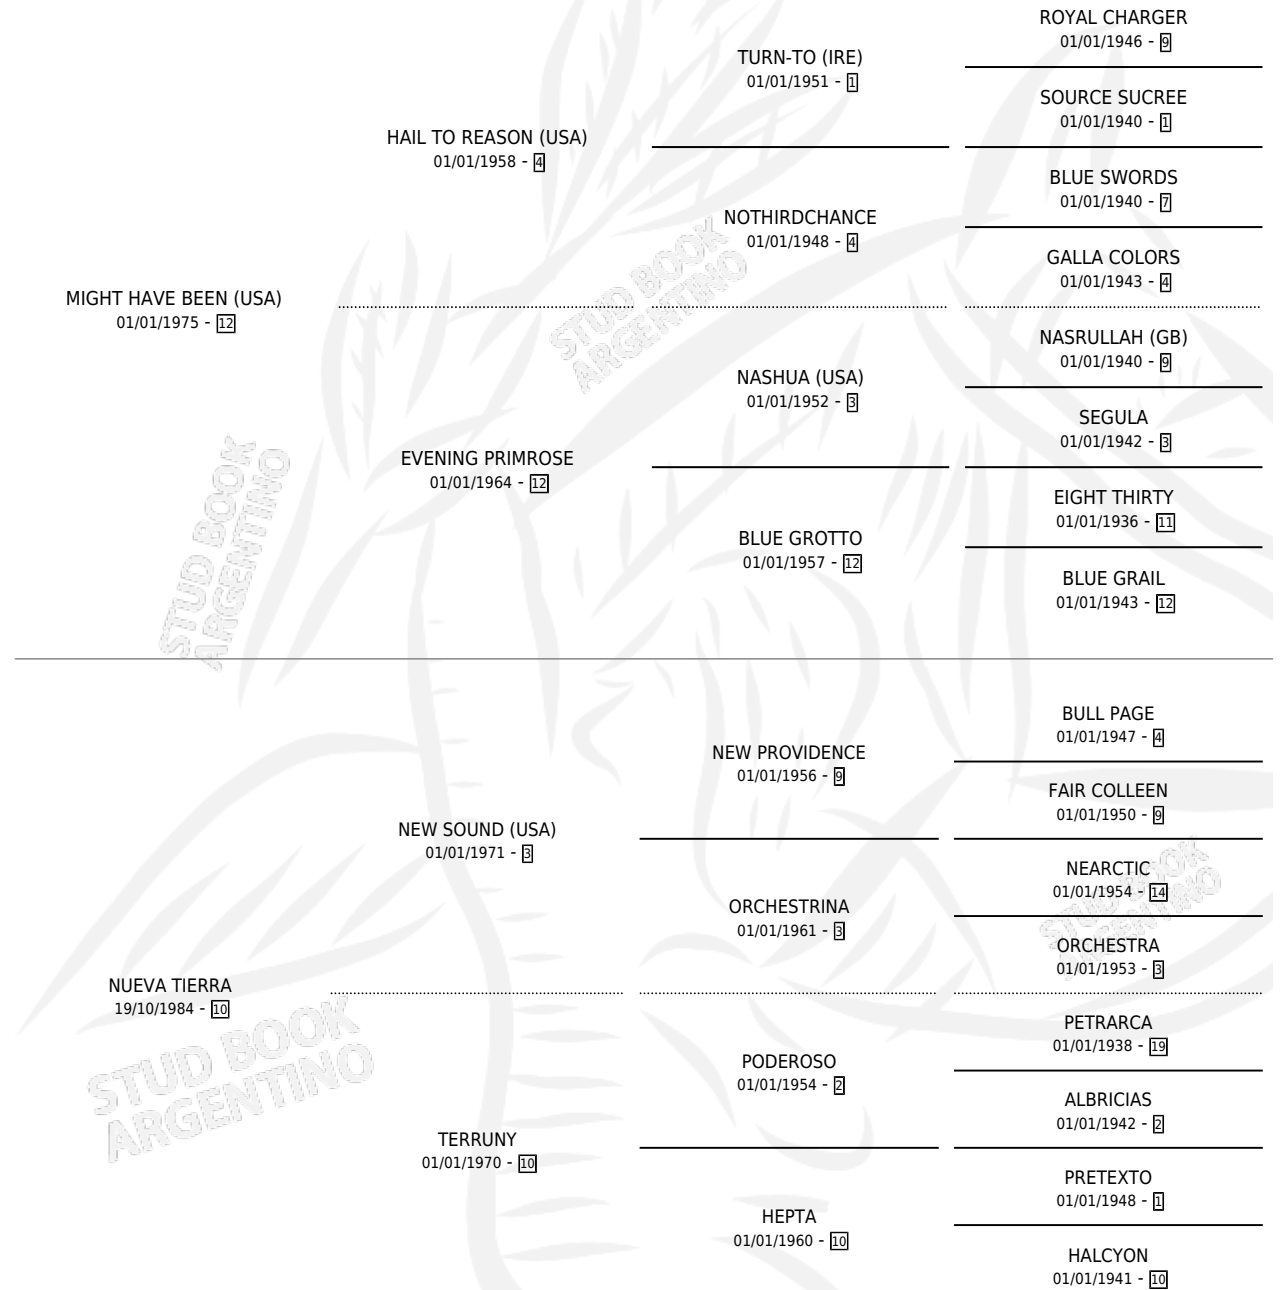 ROYAL CHARGER
01/01/1946 - 9
TURN-TO (IRE)
01/01/1951 - 1
SOURCE SUCREE
01/01/1940 - 1
HAIL TO REASON (USA)
01/01/1958 - 4
BLUE SWORDS
01/01/1940 - 7
NOTHIRDCHANCE
01/01/1948 - 4
GALLA COLORS
01/01/1943 - 4
MIGHT HAVE BEEN (USA)
01/01/1975 - 12
STUD BOOK
ARGENTINO
NASRULLAH (GB)
01/01/1940 - 9
NASHUA (USA)
01/01/1952 - 3
SEGULA
01/01/1942 - 3
EVENING PRIMROSE
01/01/1964 - 12
EIGHT THIRTY
01/01/1936 - 11
BLUE GROTTO
01/01/1957 - 12
BLUE GRAIL
01/01/1943 - 12
STUD BOOK
ARGENTINO
BULL PAGE
01/01/1947 - 4
NEW PROVIDENCE
01/01/1956 - 9
FAIR COLLEEN
01/01/1950 - 9
NEW SOUND (USA)
01/01/1971 - 3
NEARCTIC
01/01/1954 - 14
ORCHESTRINA
01/01/1961 - 3
STUD BOOK
ARGENTINO
ORCHESTRA
01/01/1953 - 3
NUEVA TIERRA
19/10/1984 - 10
STUD BOOK
ARGENTINO
PETRARCA
01/01/1938 - 19
PODEROSO
01/01/1954 - 2
ALBRICIAS
01/01/1942 - 2
TERRUNY
01/01/1970 - 10
PRETEXTO
01/01/1948 - 1
HEPTA
01/01/1960 - 10
HALCYON
01/01/1941 - 10